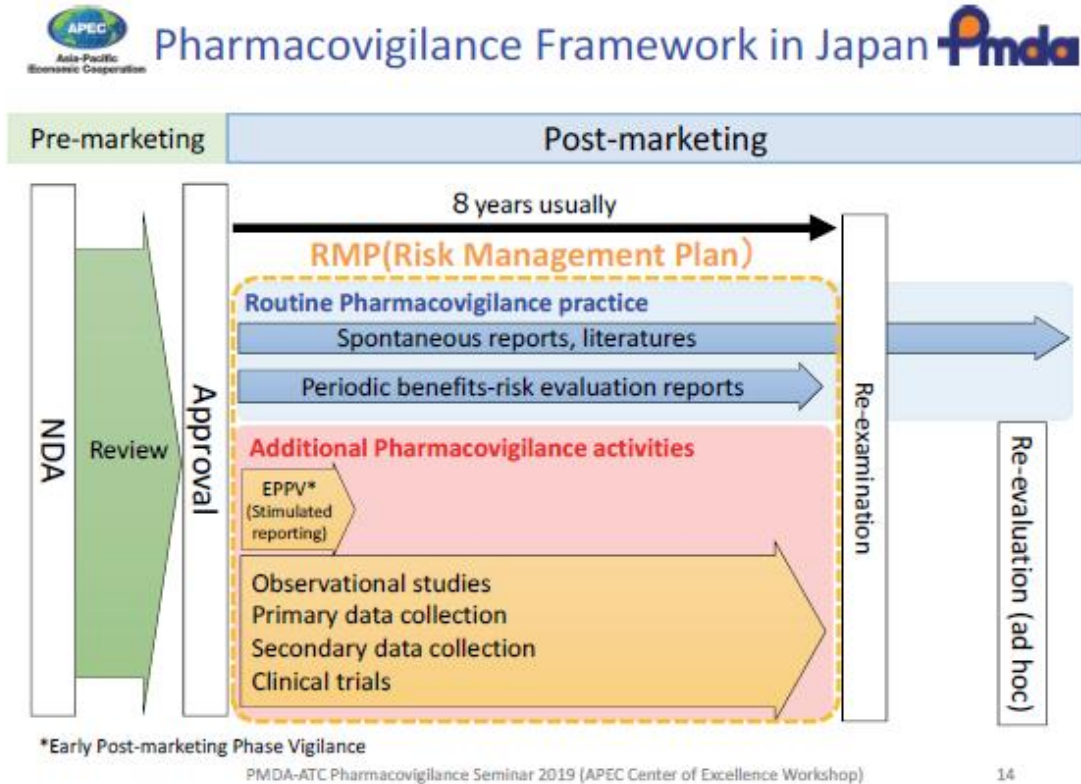 APEC
Asia-Pacific
Economic Cooperation
Pharmacovigilance Framework in Japan
Pmda
Pre-marketing
Post-marketing
8 years usually
RMP(Risk Management Plan）
Routine Pharmacovigilance practice
Spontaneous reports, literatures
Periodic benefits-risk evaluation reports
NDA
Review
Approval
Additional Pharmacovigilance activities
EPPV*
(Stimulated
reporting)
Observational studies
Primary data collection
Secondary data collection
Clinical trials
Re-examination
Re-evaluation (ad hoc)
*Early Post-marketing Phase Vigilance
PMDA-ATC Pharmacovigilance Seminar 2019 (APEC Center of Excellence Workshop)
14